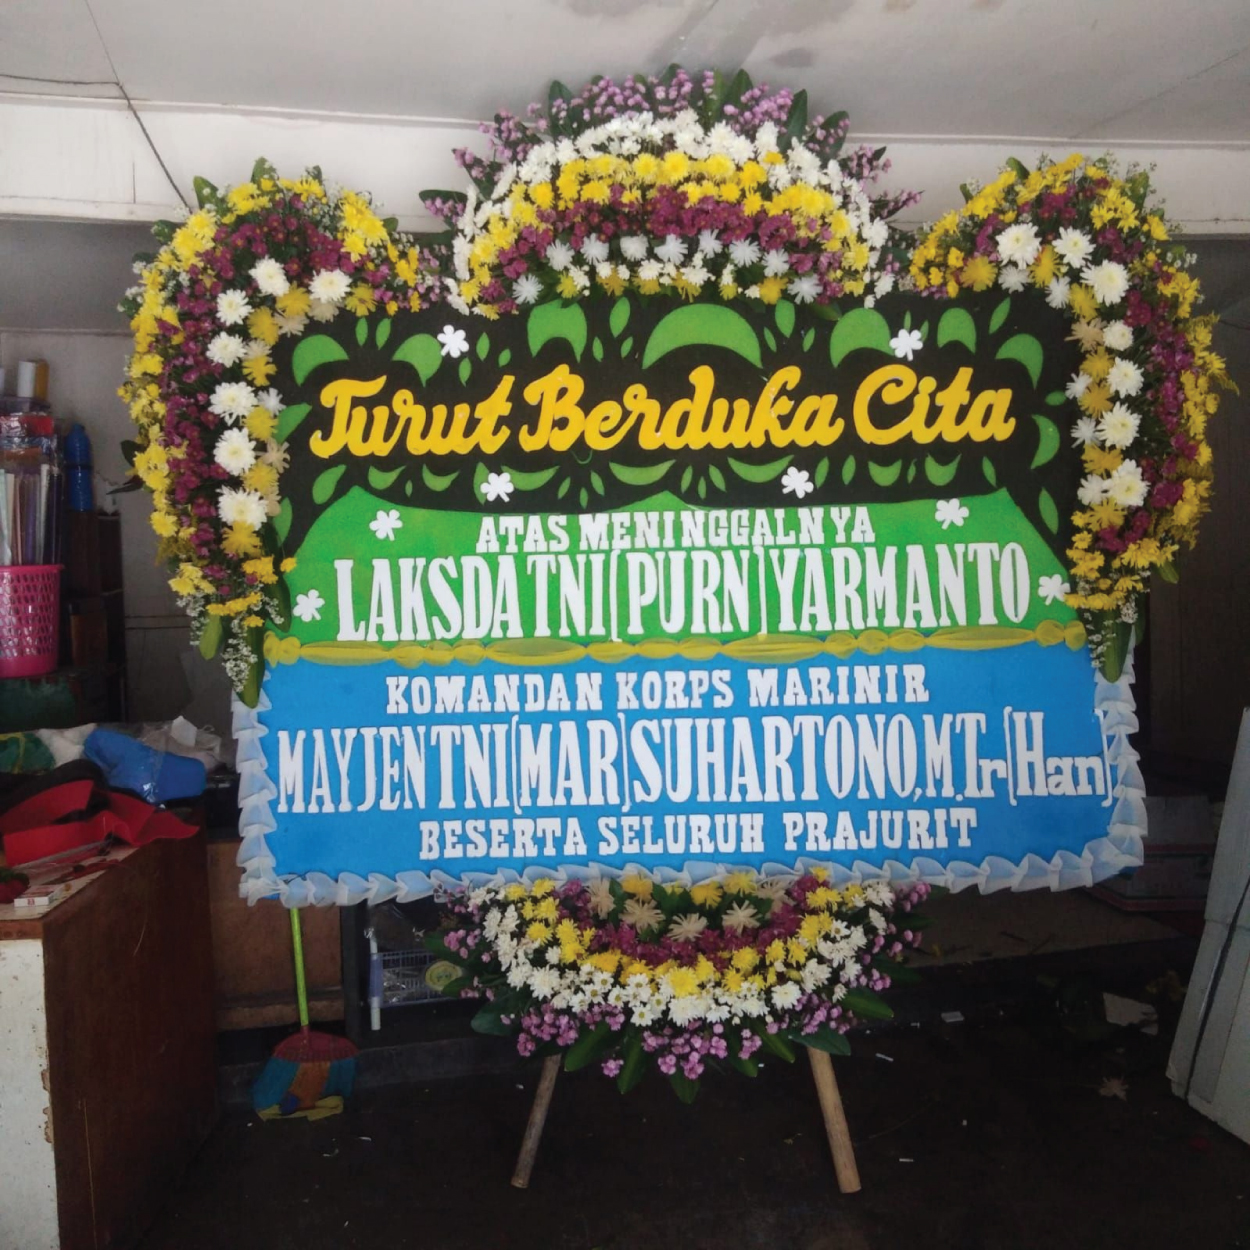 Turut Berduka Cita
ATAS MENINGGALNYA
LAKSDA TNI (PURN) YARMANTO
KOMANDAN KORPS MARINIR
MAYJEN TNI (MAR) SUHARTONO, M.Tr (Han)
BESERTA SELURUH PRAJURIT